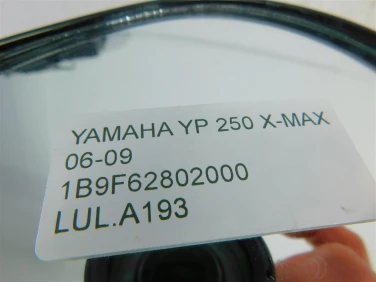 YAMAHA YP 250 X-MAX
06-09
1B9F62802000
LUL.A193